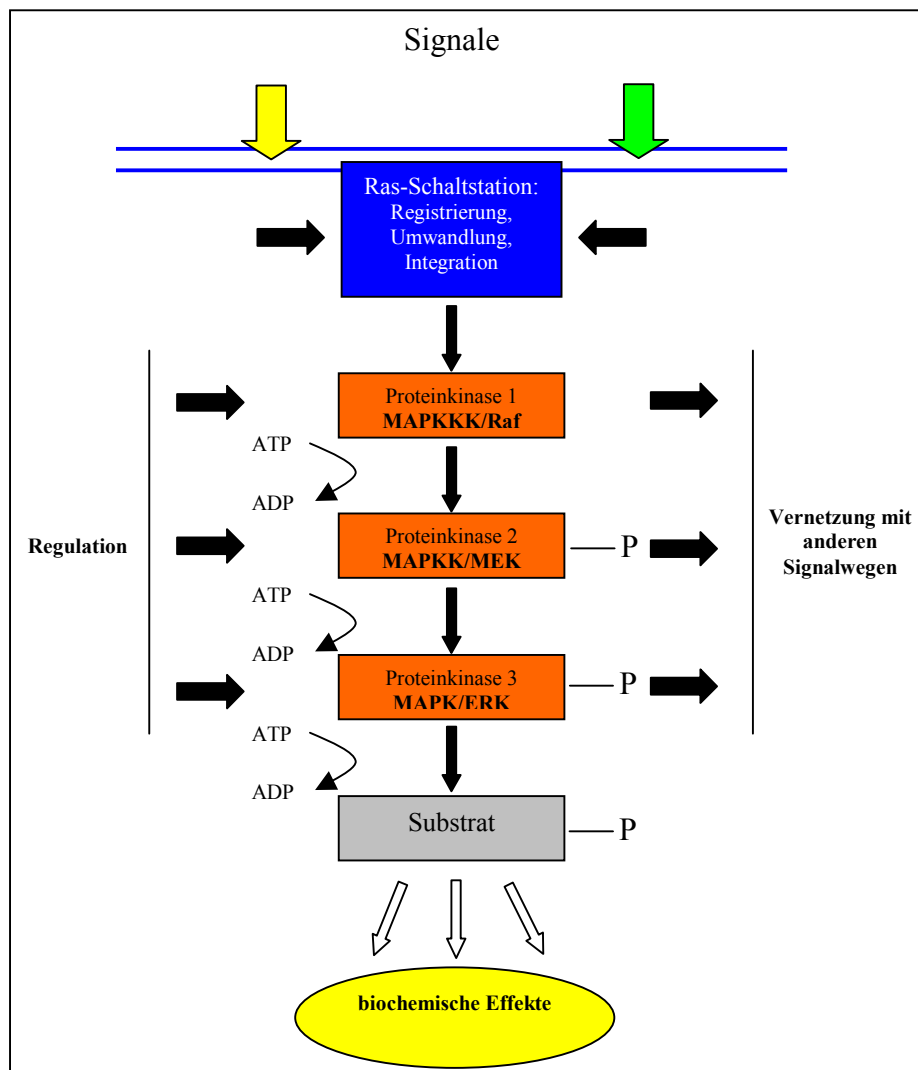 Signale
Ras-Schaltstation:
Registrierung,
Umwandlung,
Integration
Proteinkinase 1
MAPKKK/Raf
ATP
ADP
Regulation
Proteinkinase 2
MAPKK/MEK
P
Vernetzung mit
anderen
Signalwegen
ATP
ADP
Proteinkinase 3
MAPK/ERK
P
ATP
ADP
Substrat
P
biochemische Effekte